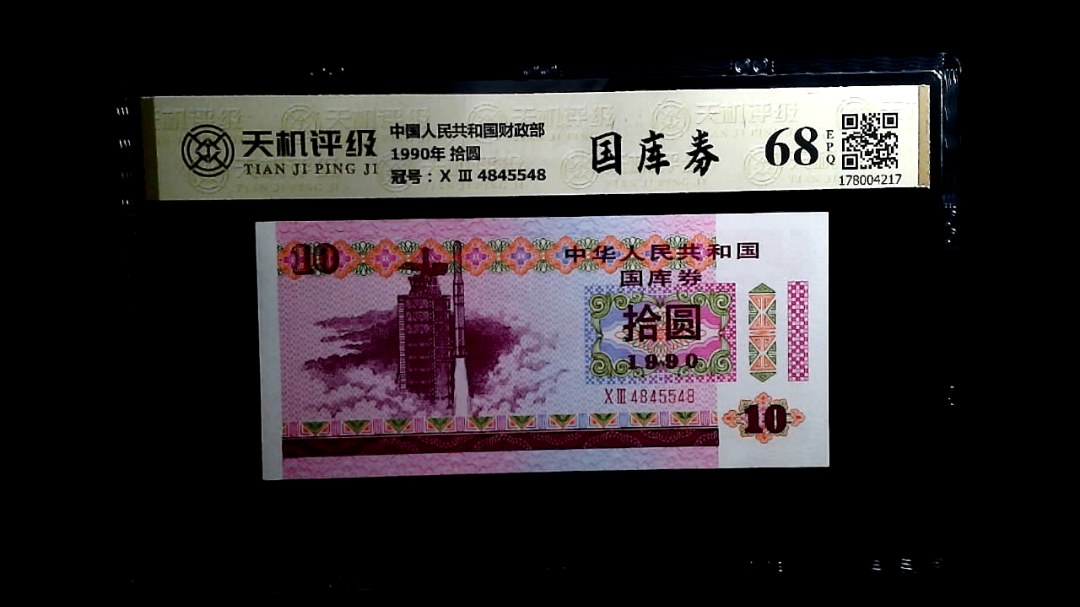 天机评级
TIAN JI PING JI
中国人民共和国财政部
1990年 拾圆
冠号：X Ⅲ 4845548
国库券
68
EPQ
178004217
10
中华人民共和国
国库券
拾圆
1990
XⅢ4845548
10